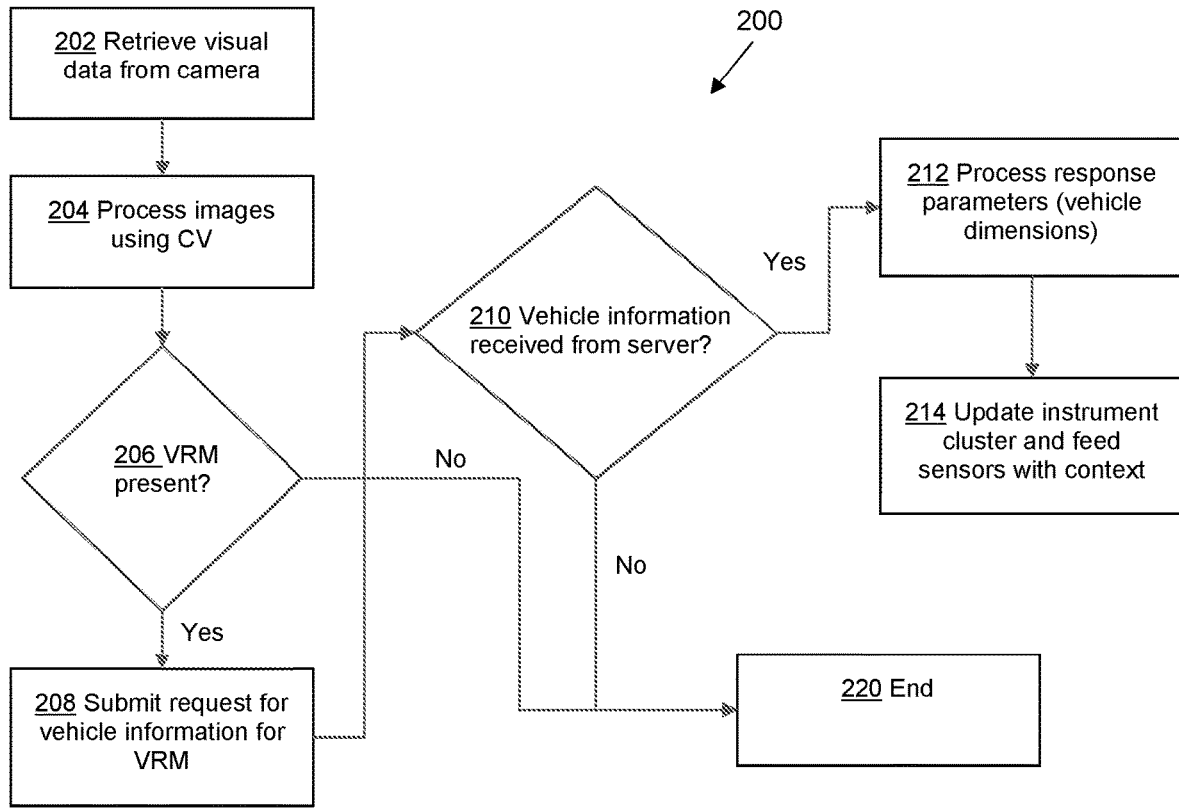 202 Retrieve visual
data from camera
200
204 Process images
using CV
212 Process response
parameters (vehicle
dimensions)
Yes
210 Vehicle information
received from server?
206 VRM
present?
No
214 Update instrument
cluster and feed
sensors with context
No
Yes
208 Submit request for
vehicle information for
VRM
220 End